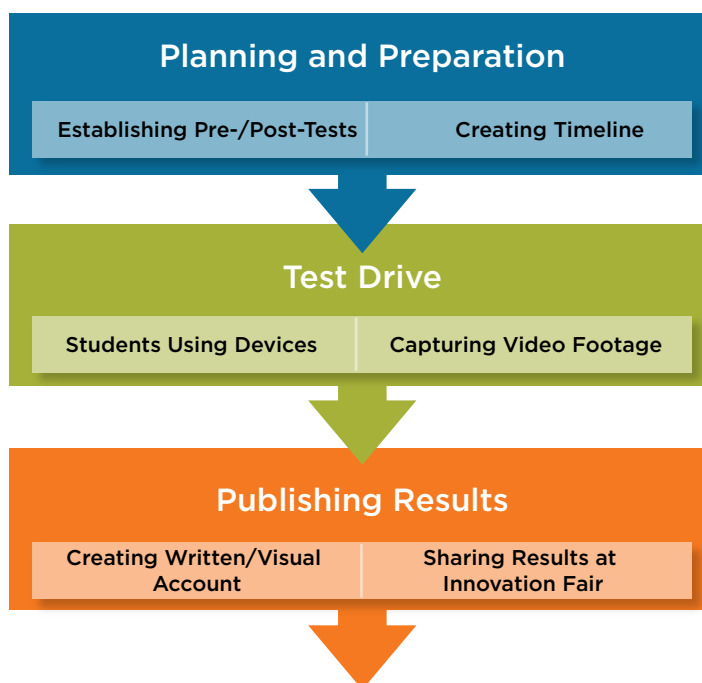 Planning and Preparation
Establishing Pre-/Post-Tests
Creating Timeline
Test Drive
Students Using Devices
Capturing Video Footage
Publishing Results
Creating Written/Visual
Account
Sharing Results at
Innovation Fair